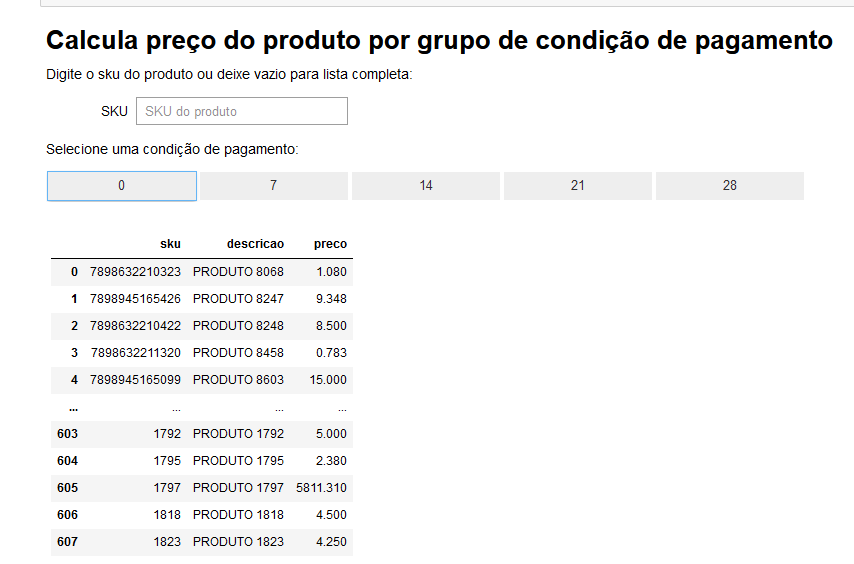 Calcula preço do produto por grupo de condição de pagamento
Digite o sku do produto ou deixe vazio para lista completa:
SKU SKU do produto
Selecione uma condição de pagamento:
0 7 14 21 28
sku descricao preco
0 7898632210323 PRODUTO 8068 1.080
1 7898945165426 PRODUTO 8247 9.348
2 7898632210422 PRODUTO 8248 8.500
3 7898632211320 PRODUTO 8458 0.783
4 7898945165099 PRODUTO 8603 15.000
... ... ... ...
603 1792 PRODUTO 1792 5.000
604 1795 PRODUTO 1795 2.380
605 1797 PRODUTO 1797 5811.310
606 1818 PRODUTO 1818 4.500
607 1823 PRODUTO 1823 4.250